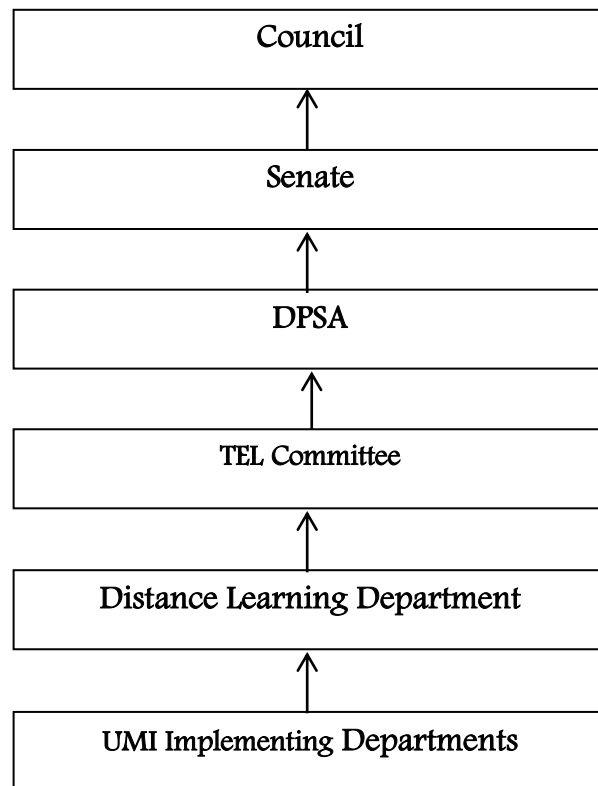 Council
Senate
DPSA
TEL Committee
Distance Learning Department
UMI Implementing Departments